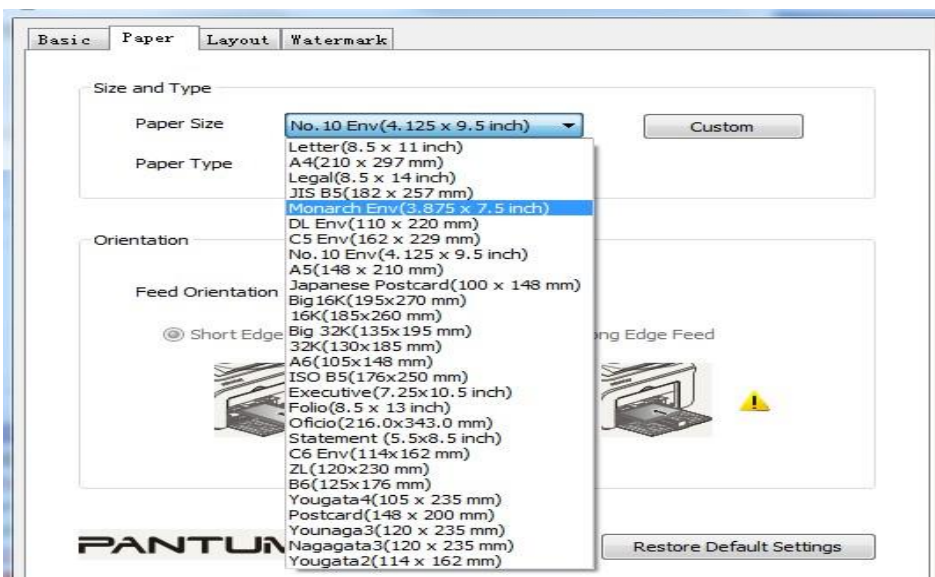 Basic Paper Layout Watermark
Size and Type
Paper Size No.10 Env(4.125 x 9.5 inch) Custom
Paper Type
Letter(8.5 x 11 inch)
A4(210 x 297 mm)
Legal(8.5 x 14 inch)
JIS B5(182 x 257 mm)
Monarch Env(3.875 x 7.5 inch)
DL Env(110 x 220 mm)
C5 Env(162 x 229 mm)
No.10 Env(4.125 x 9.5 inch)
A5(148 x 210 mm)
Japanese Postcard(100 x 148 mm)
Big16K(195x270 mm)
16K(185x260 mm)
Big 32K(135x195 mm)
32K(130x185 mm)
A6(105x148 mm)
ISO B5(176x250 mm)
Executive(7.25x10.5 inch)
Folio(8.5 x 13 inch)
Oficio(216.0x343.0 mm)
Statement (5.5x8.5 inch)
C6 Env(114x162 mm)
ZL(120x230 mm)
B6(125x176 mm)
Yougata4(105 x 235 mm)
Postcard(148 x 200 mm)
Younaga3(120 x 235 mm)
Nagagata3(120 x 235 mm)
Yougata2(114 x 162 mm)
Orientation
Feed Orientation
Short Edge Edge Feed
PANTUM Restore Default Settings